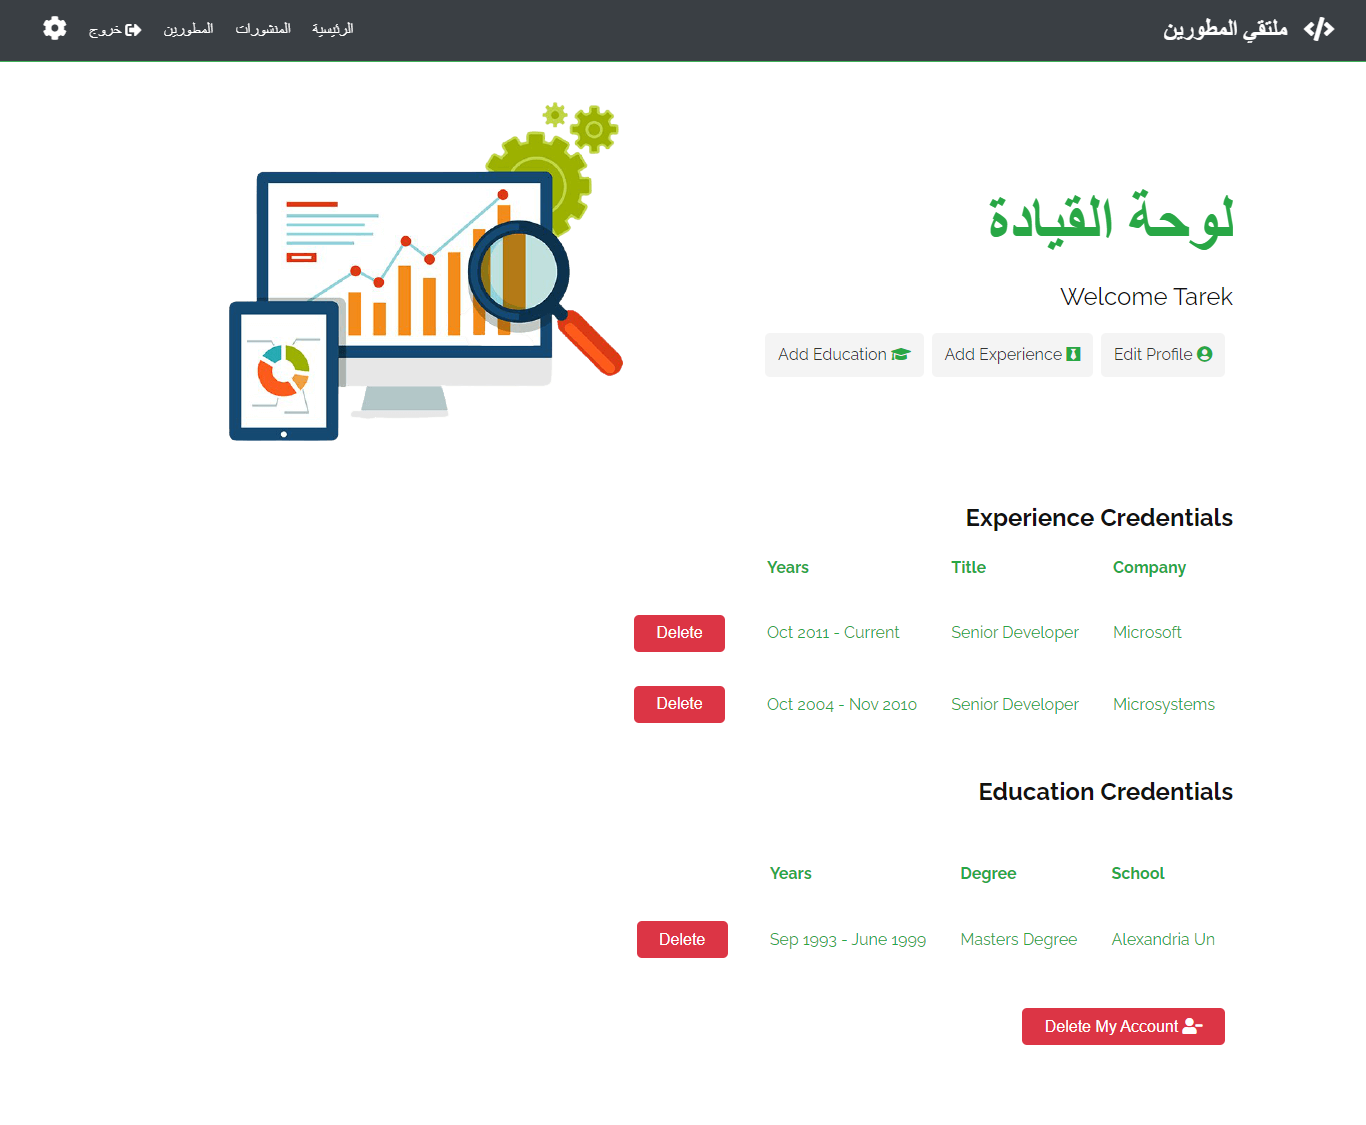 ملتقي المطورين
الرئيسية المنشورات المطورين خروج
لوحة القيادة
Welcome Tarek
Add Education Add Experience Edit Profile
Experience Credentials
Years Title Company
Delete Oct 2011 - Current Senior Developer Microsoft
Delete Oct 2004 - Nov 2010 Senior Developer Microsystems
Education Credentials
Years Degree School
Delete Sep 1993 - June 1999 Masters Degree Alexandria Un
Delete My Account